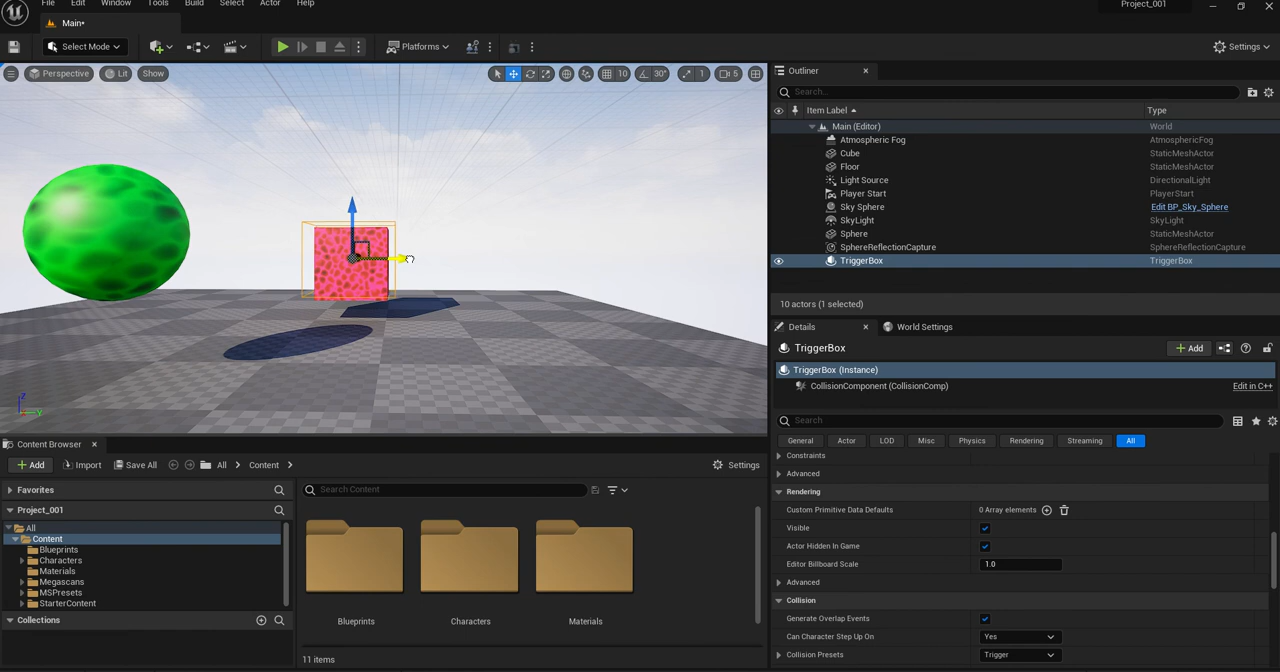 File Edit Window Tools Build Select Actor Help
Project_001
Main•
Select Mode
Platforms
Settings
Perspective Lit Show
10 30° 1 5
Outliner
Search...
Item Label Type
Main (Editor) World
Atmospheric Fog AtmosphericFog
Cube StaticMeshActor
Floor StaticMeshActor
Light Source DirectionalLight
Player Start PlayerStart
Sky Sphere Edit BP_Sky_Sphere
SkyLight SkyLight
Sphere StaticMeshActor
SphereReflectionCapture SphereReflectionCapture
TriggerBox TriggerBox
10 actors (1 selected)
Details World Settings
TriggerBox
+ Add
TriggerBox (Instance)
CollisionComponent (CollisionComp) Edit in C++
Search
General Actor LOD Misc Physics Rendering Streaming All
Constraints
Advanced
Rendering
Custom Primitive Data Defaults 0 Array elements
Visible
Actor Hidden In Game
Editor Billboard Scale 1.0
Advanced
Collision
Generate Overlap Events
Can Character Step Up On Yes
Collision Presets Trigger
Z
Y
Content Browser
+ Add Import Save All All Content Settings
Favorites
Project_001
All
Content
Blueprints
Characters
Materials
Megascans
MSPresets
StarterContent
Collections
Search Content
Blueprints Characters Materials
11 items